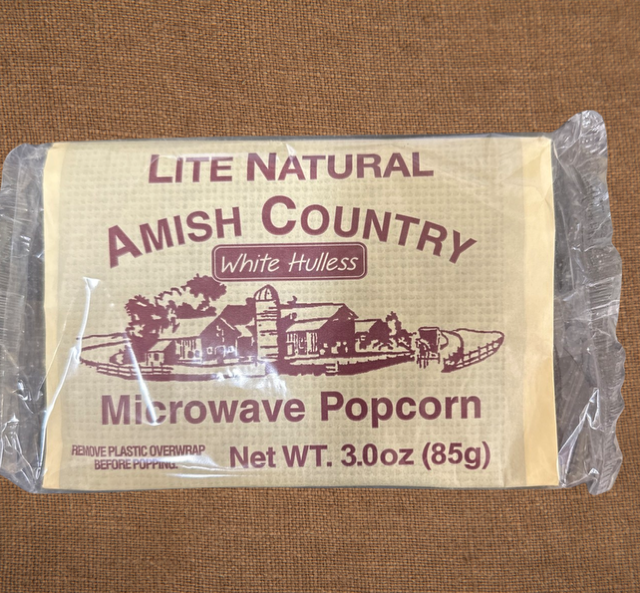 LITE NATURAL
AMISH COUNTRY
White Hulless
Microwave Popcorn
REMOVE PLASTIC OVERWRAP
BEFORE POPPING.
Net WT. 3.0oz (85g)